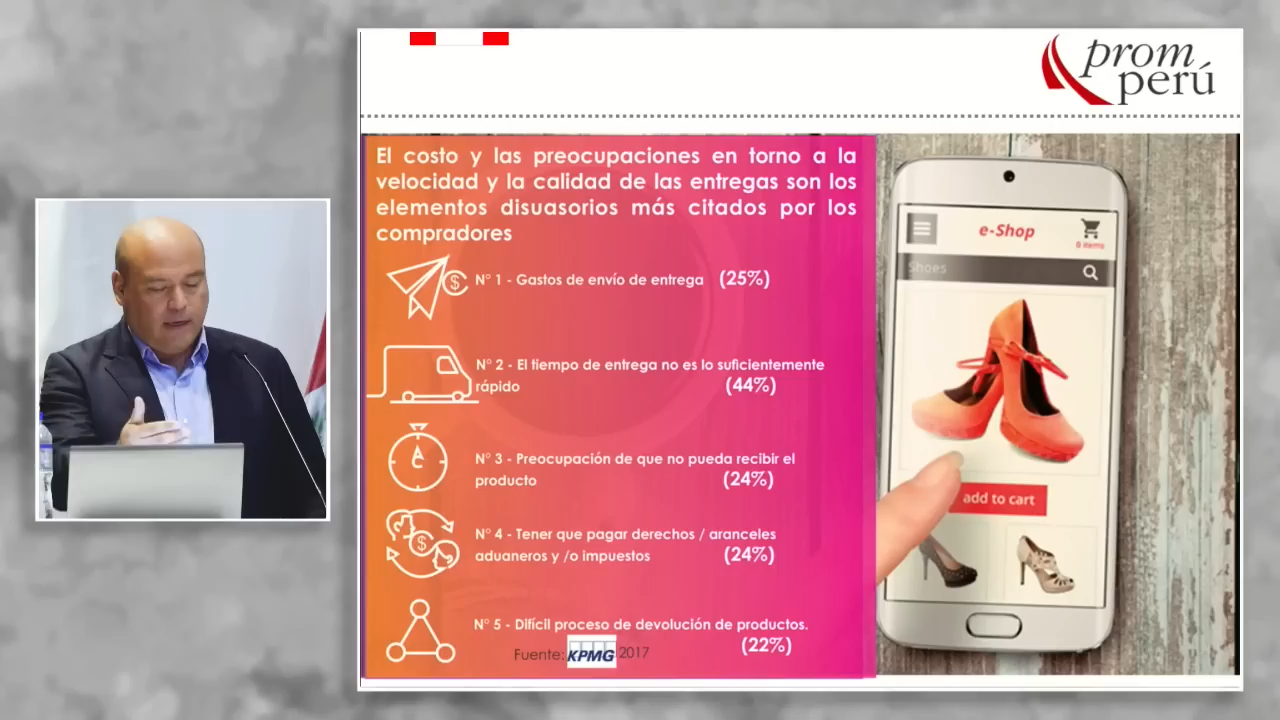 prom
perú
El costo y las preocupaciones en torno a la
velocidad y la calidad de las entregas son los
elementos disuasorios más citados por los
compradores
$
N° 1 - Gastos de envío de entrega (25%)
N° 2 - El tiempo de entrega no es lo suficientemente
rápido (44%)
N° 3 - Preocupación de que no pueda recibir el
producto (24%)
$
N° 4 - Tener que pagar derechos / aranceles
aduaneros y /o impuestos (24%)
N° 5 - Difícil proceso de devolución de productos.
(22%)
Fuente: KPMG 2017
e-Shop
0 items
Shoes
add to cart